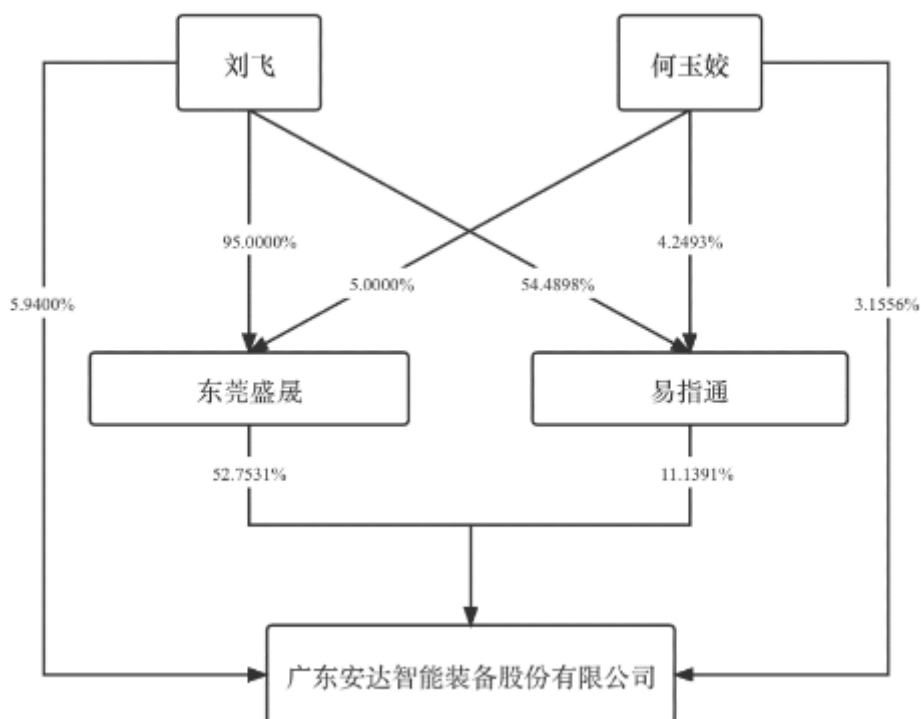 刘飞
何玉姣
95.0000%
4.2493%
5.0000%
54.4898%
5.9400%
3.1556%
东莞盛晟
易指通
52.7531%
11.1391%
广东安达智能装备股份有限公司